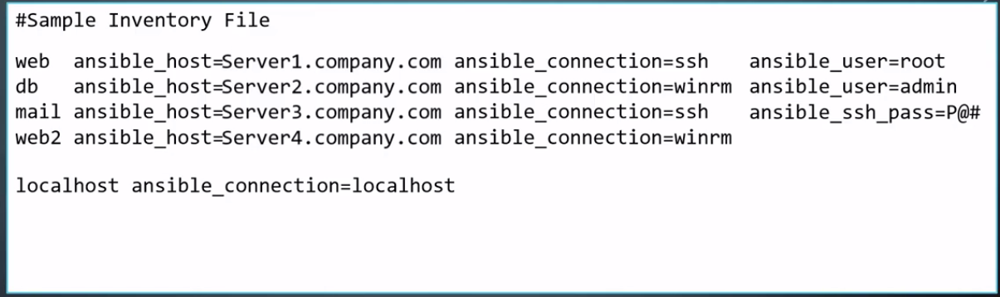 #Sample Inventory File
web ansible_host=Server1.company.com ansible_connection=ssh ansible_user=root
db ansible_host=Server2.company.com ansible_connection=winrm ansible_user=admin
mail ansible_host=Server3.company.com ansible_connection=ssh ansible_ssh_pass=P@#
web2 ansible_host=Server4.company.com ansible_connection=winrm
localhost ansible_connection=localhost